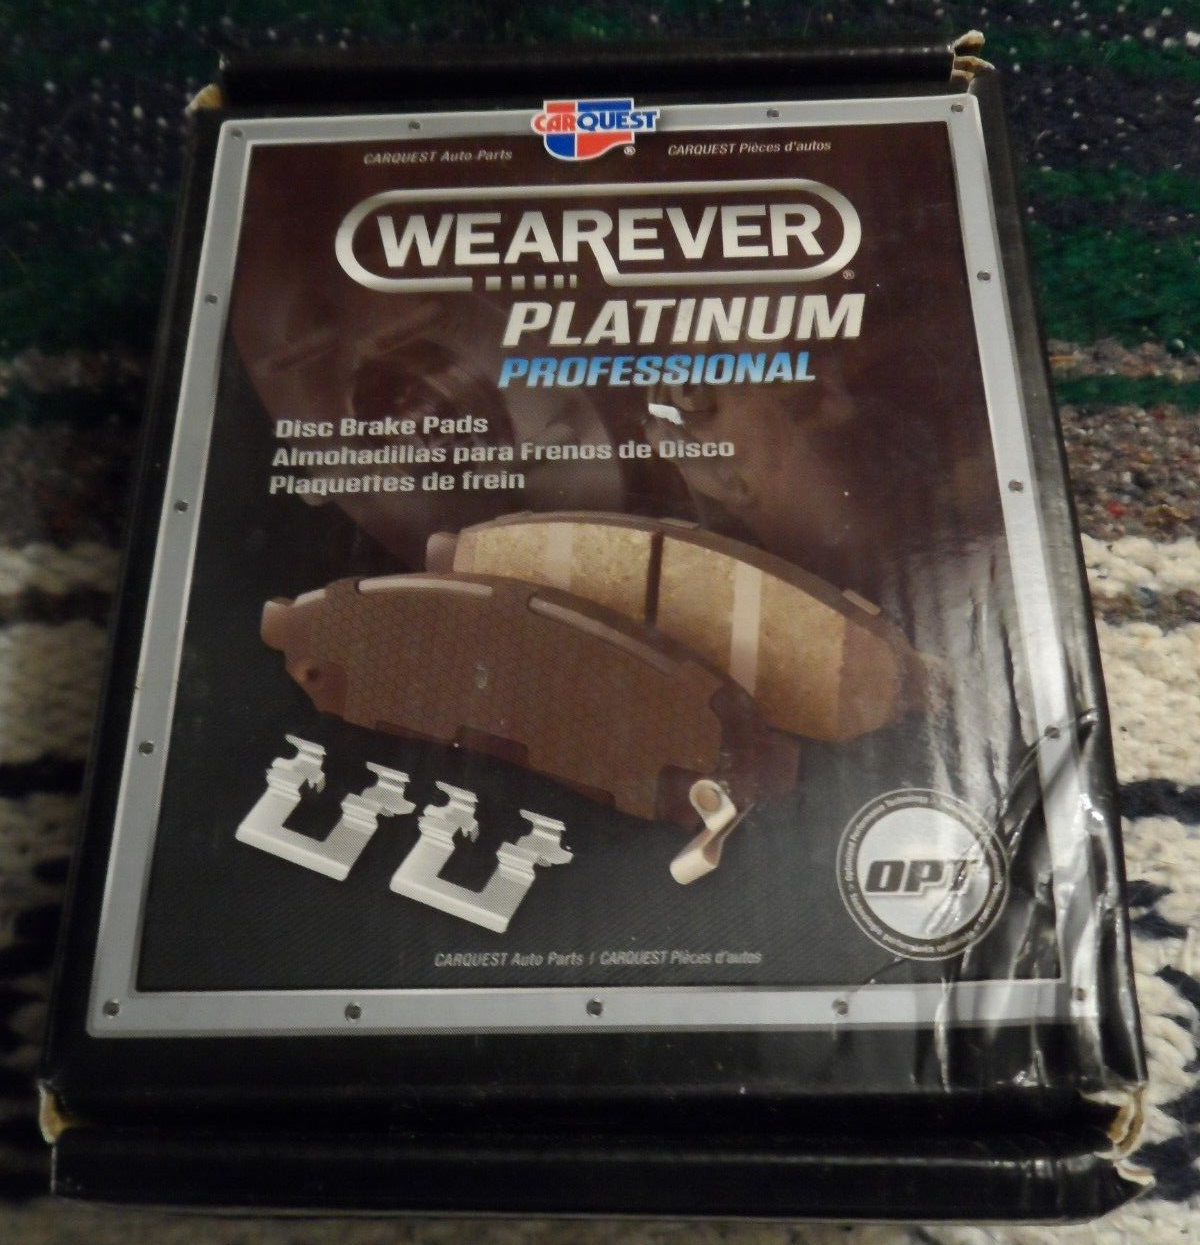 CARQUEST
CARQUEST Auto Parts
CARQUEST Pièces d'autos
WEAREVER
PLATINUM
PROFESSIONAL
Disc Brake Pads
Almohadillas para Frenos de Disco
Plaquettes de frein
OPT
CARQUEST Auto Parts / CARQUEST Pièces d'autos